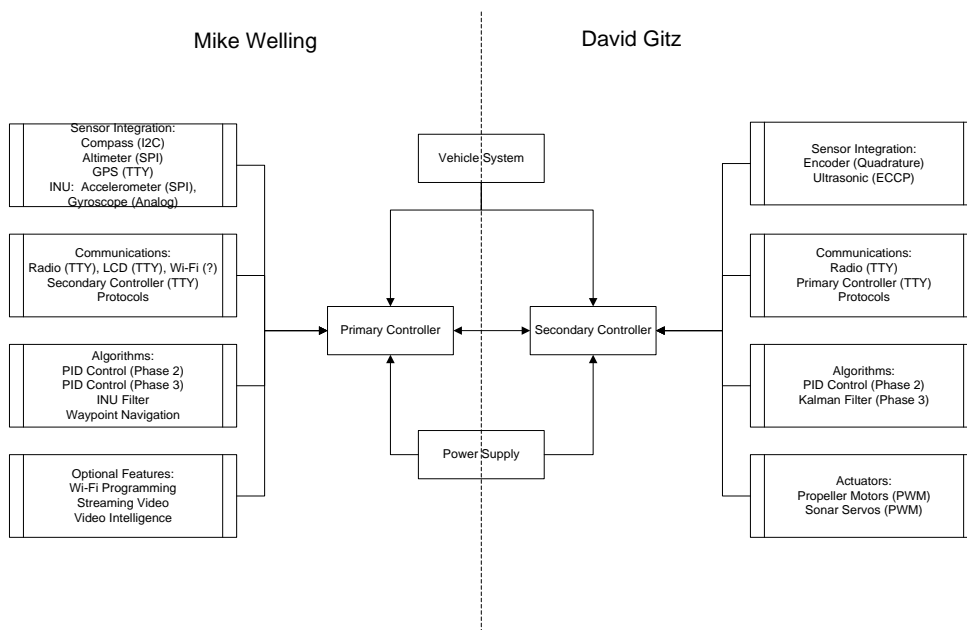 Mike Welling
David Gitz
Sensor Integration:
Compass (I2C)
Altimeter (SPI)
GPS (TTY)
INU:  Accelerometer (SPI),
Gyroscope (Analog)
Communications:
Radio (TTY), LCD (TTY), Wi-Fi (?)
Secondary Controller (TTY)
Protocols
Algorithms:
PID Control (Phase 2)
PID Control (Phase 3)
INU Filter
Waypoint Navigation
Optional Features:
Wi-Fi Programming
Streaming Video
Video Intelligence
Vehicle System
Primary Controller
Secondary Controller
Power Supply
Sensor Integration:
Encoder (Quadrature)
Ultrasonic (ECCP)
Communications:
Radio (TTY)
Primary Controller (TTY)
Protocols
Algorithms:
PID Control (Phase 2)
Kalman Filter (Phase 3)
Actuators:
Propeller Motors (PWM)
Sonar Servos (PWM)